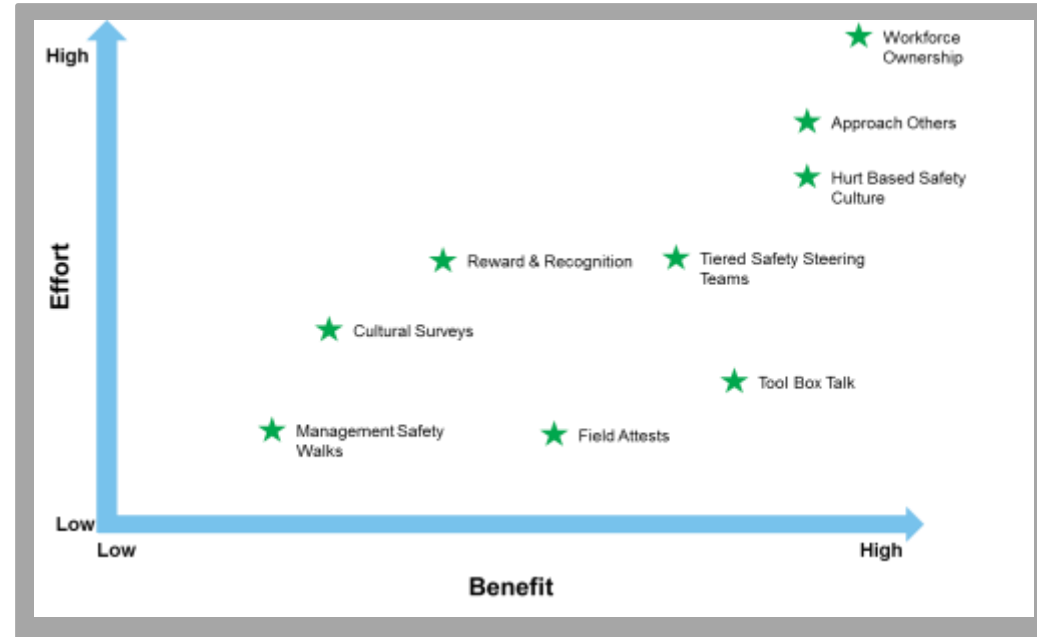 High
Workforce
Ownership
Approach Others
Hurt Based Safety
Culture
Effort
Reward & Recognition
Tiered Safety Steering
Teams
Cultural Surveys
Tool Box Talk
Management Safety
Walks
Field Attests
Low
Low
High
Benefit